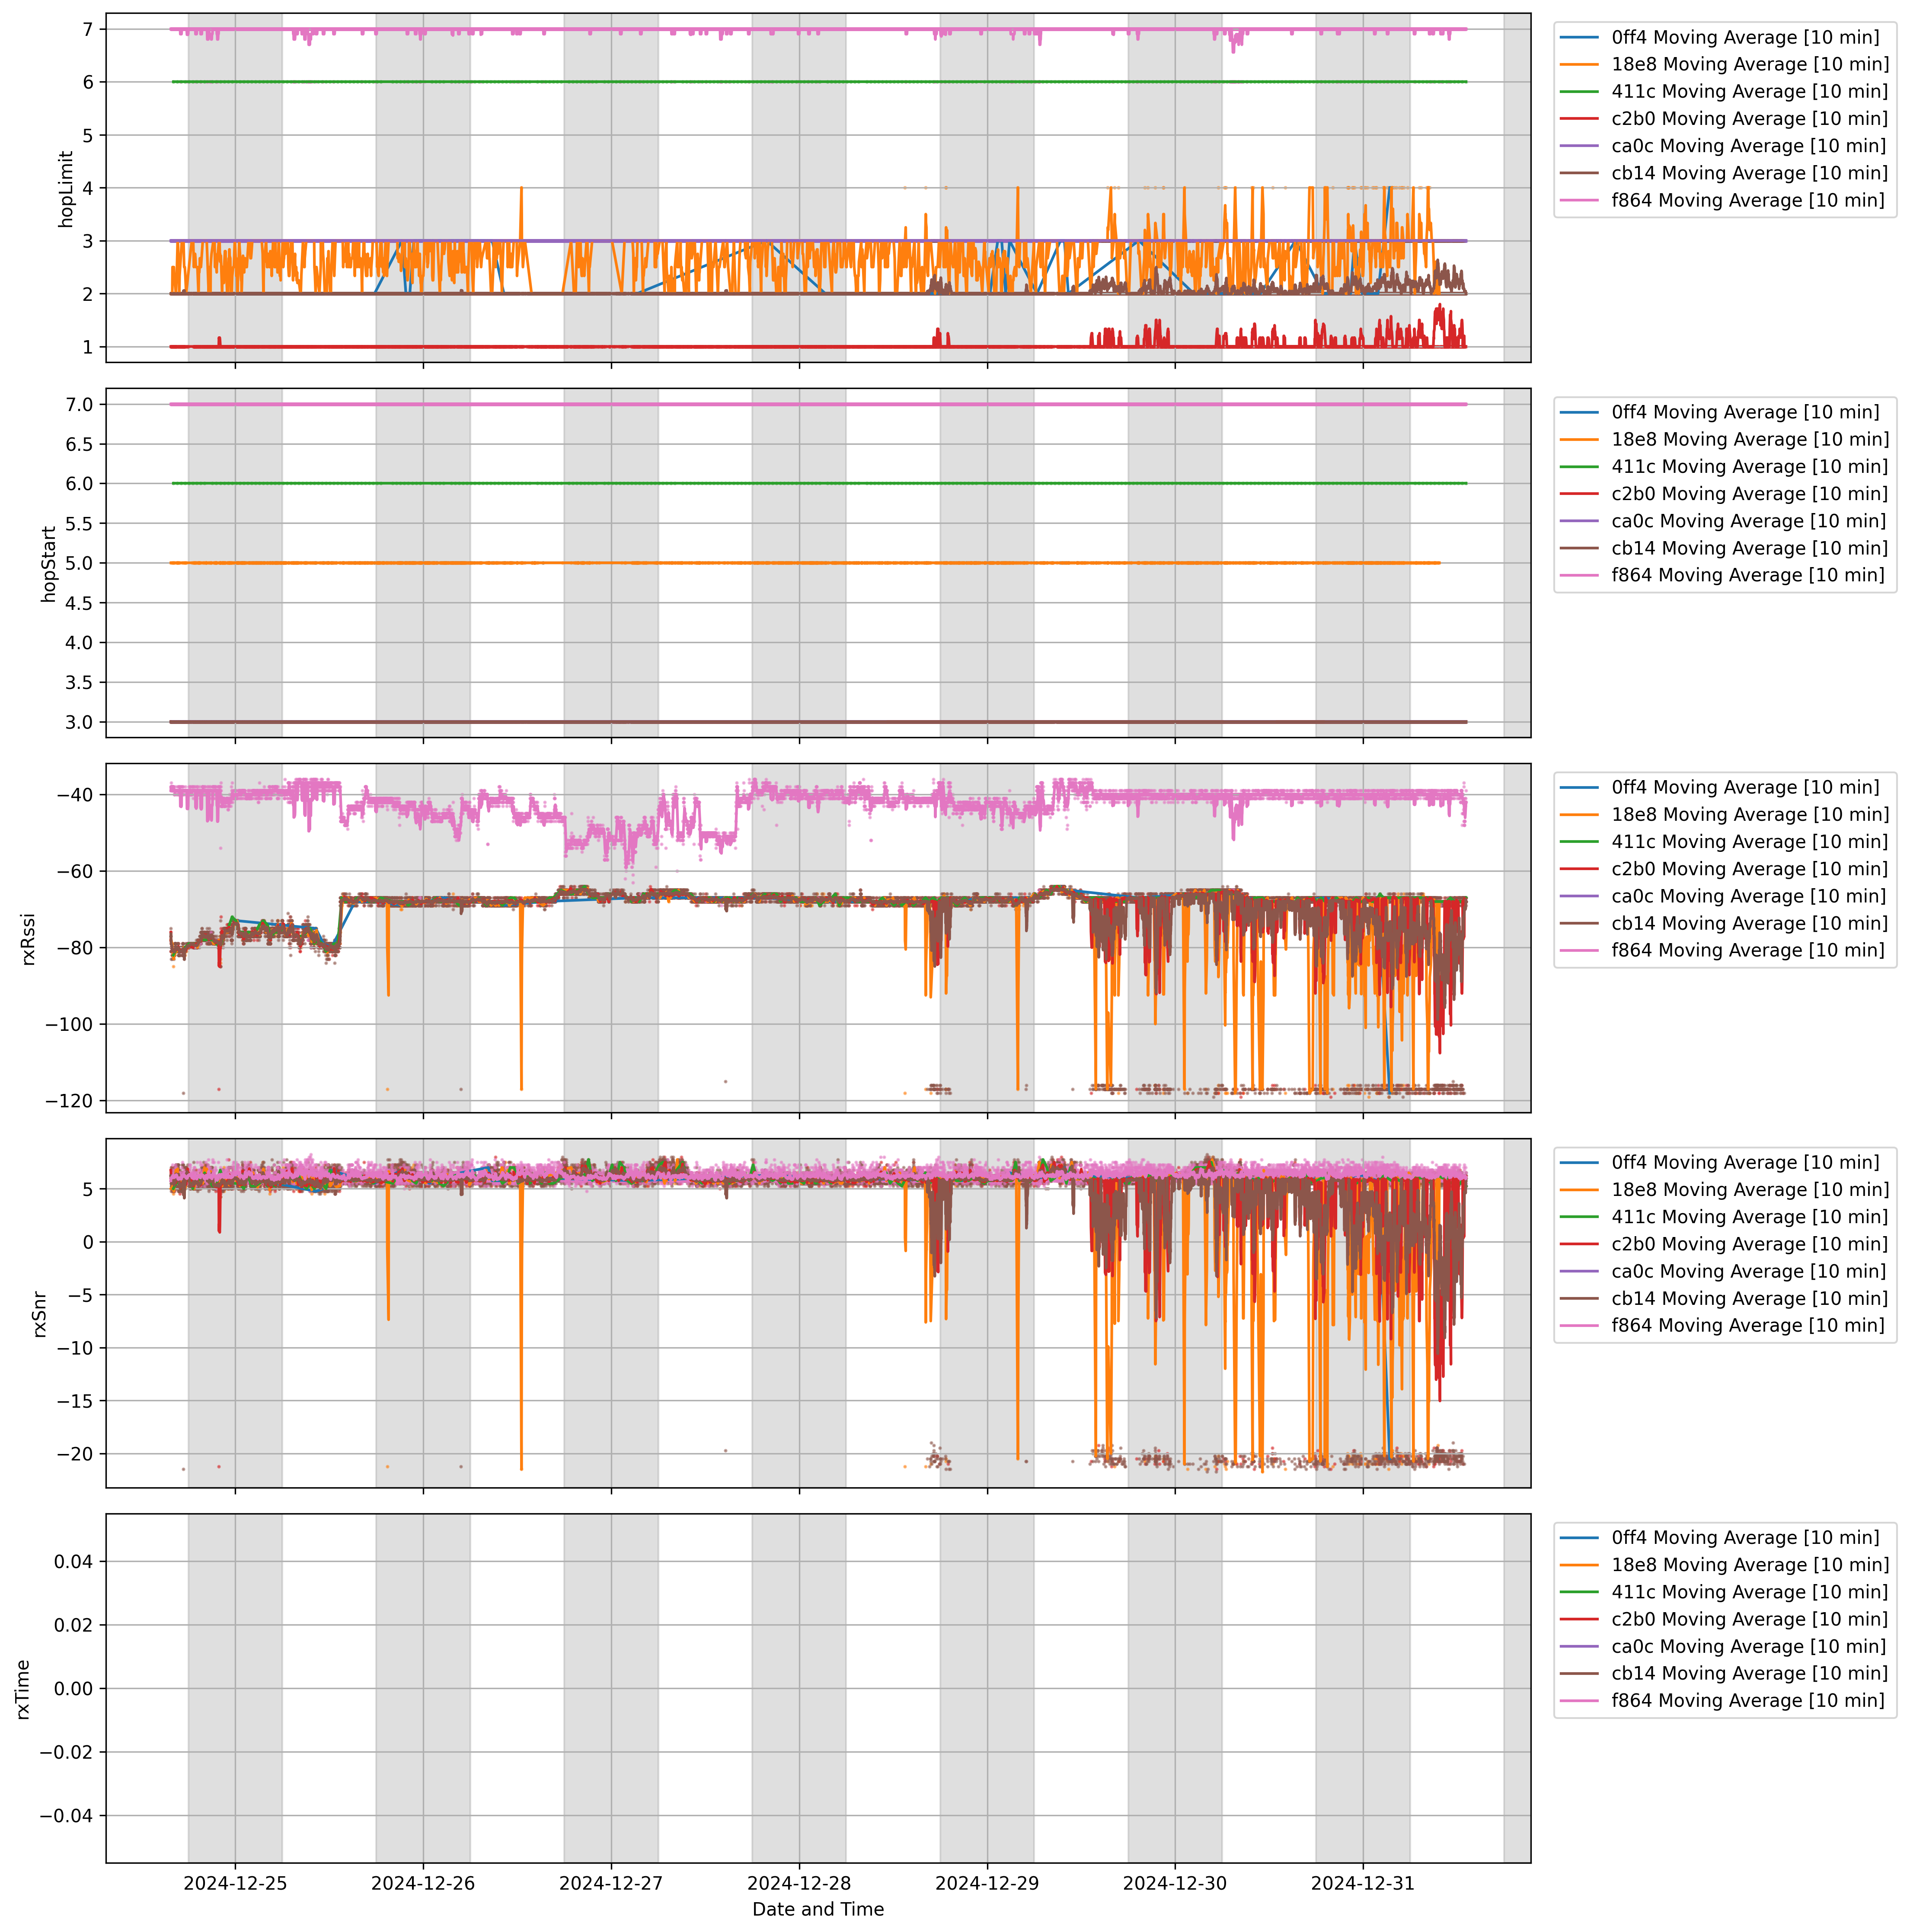 7
6
5
4
3
2
1
hopLimit
0ff4 Moving Average [10 min]
18e8 Moving Average [10 min]
411c Moving Average [10 min]
c2b0 Moving Average [10 min]
ca0c Moving Average [10 min]
cb14 Moving Average [10 min]
f864 Moving Average [10 min]
7.0
6.5
6.0
5.5
5.0
4.5
4.0
3.5
3.0
hopStart
0ff4 Moving Average [10 min]
18e8 Moving Average [10 min]
411c Moving Average [10 min]
c2b0 Moving Average [10 min]
ca0c Moving Average [10 min]
cb14 Moving Average [10 min]
f864 Moving Average [10 min]
−40
−60
−80
−100
−120
rxRssi
0ff4 Moving Average [10 min]
18e8 Moving Average [10 min]
411c Moving Average [10 min]
c2b0 Moving Average [10 min]
ca0c Moving Average [10 min]
cb14 Moving Average [10 min]
f864 Moving Average [10 min]
5
0
−5
−10
−15
−20
rxSnr
0ff4 Moving Average [10 min]
18e8 Moving Average [10 min]
411c Moving Average [10 min]
c2b0 Moving Average [10 min]
ca0c Moving Average [10 min]
cb14 Moving Average [10 min]
f864 Moving Average [10 min]
0.04
0.02
0.00
−0.02
−0.04
rxTime
0ff4 Moving Average [10 min]
18e8 Moving Average [10 min]
411c Moving Average [10 min]
c2b0 Moving Average [10 min]
ca0c Moving Average [10 min]
cb14 Moving Average [10 min]
f864 Moving Average [10 min]
2024-12-25 2024-12-26 2024-12-27 2024-12-28 2024-12-29 2024-12-30 2024-12-31
Date and Time